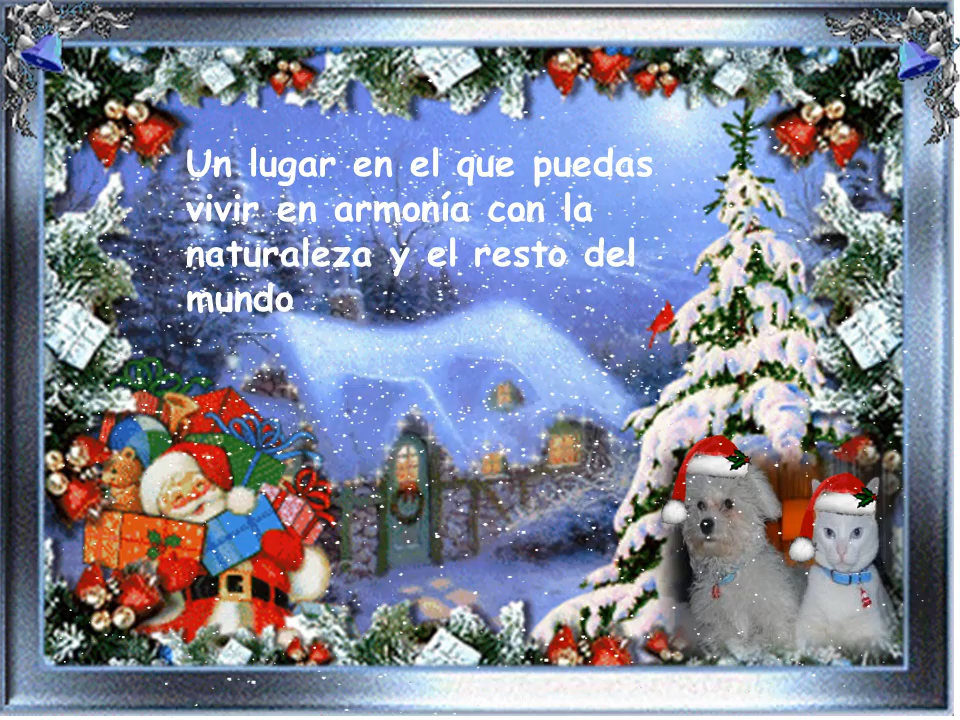 Un lugar en el que puedas
vivir en armonía con la
naturaleza y el resto del
mundo